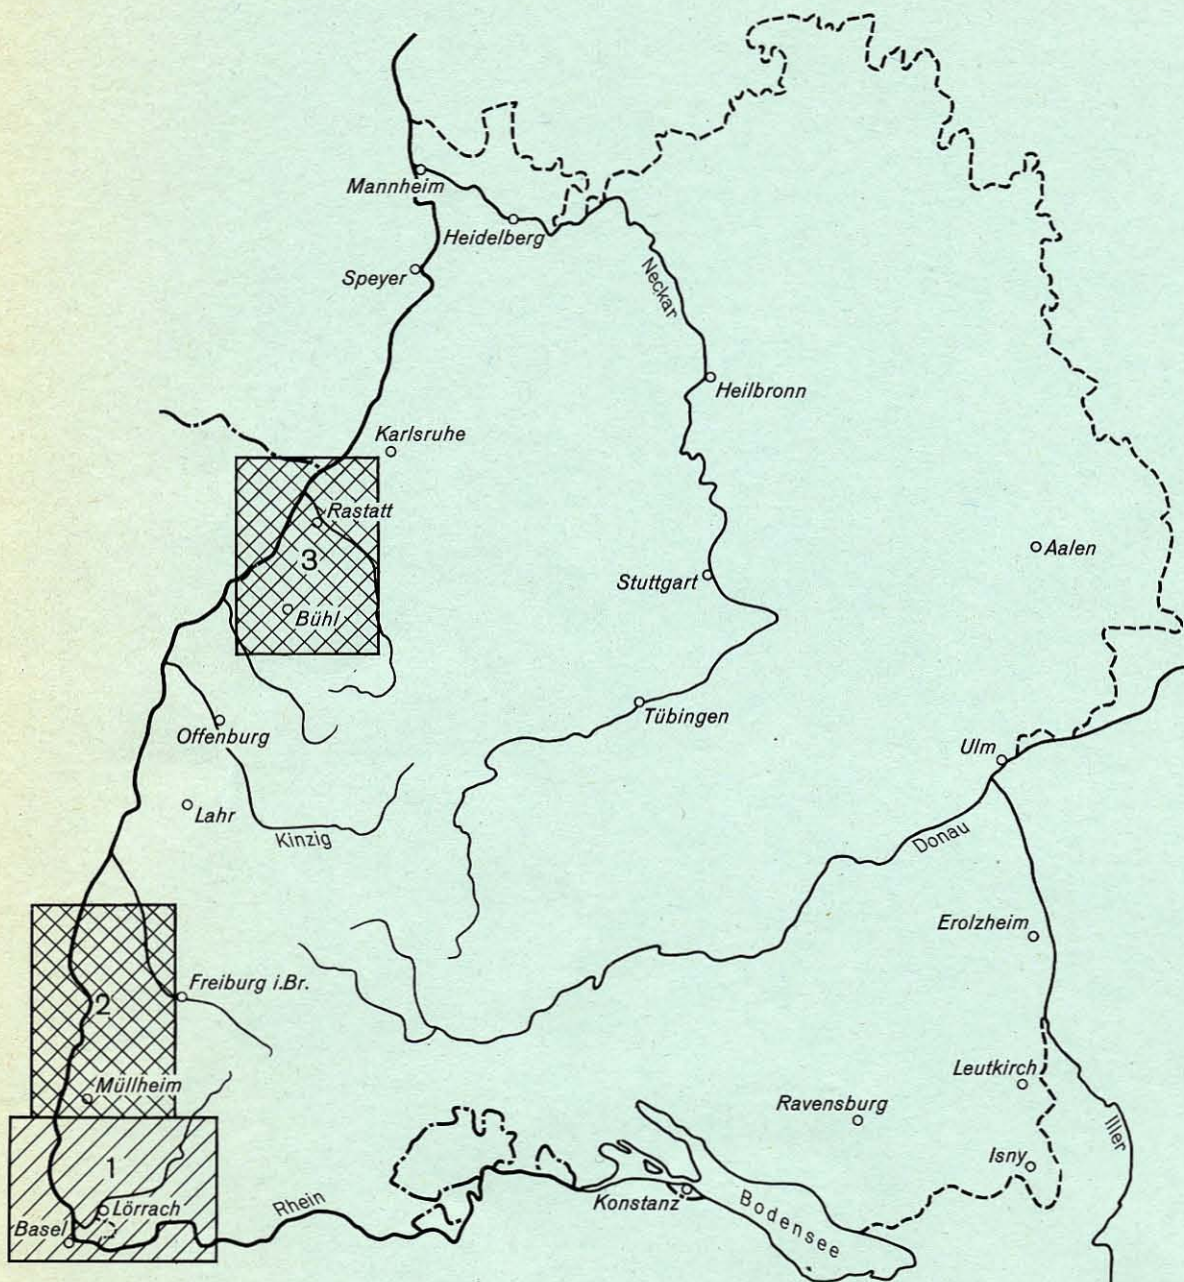 Mannheim
Heidelberg
Speyer
Neckar
Heilbronn
Karlsruhe
Rastatt
3
Aalen
Stuttgart
Bühl
Tübingen
Offenburg
Ulm
Lahr
Kinzig
Donau
Erolzheim
Freiburg i.Br.
2
Leutkirch
Müllheim
Ravensburg
Iller
1
Isny
Rhein
Konstanz
Lörrach
Bodensee
Basel